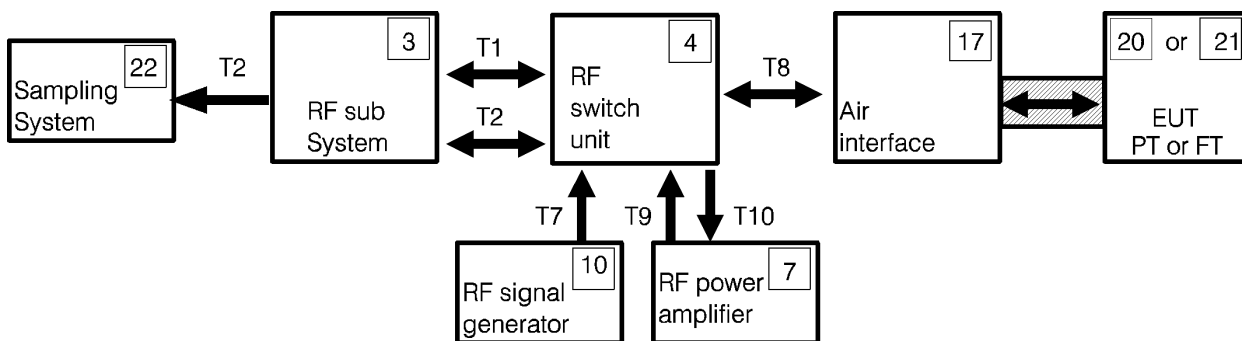 22
Sampling
System
T2
3
RF sub
System
T1
T2
4
RF
switch
unit
T8
17
Air
interface
20 or 21
EUT
PT or FT
T7
T9
T10
10
RF signal
generator
7
RF power
amplifier